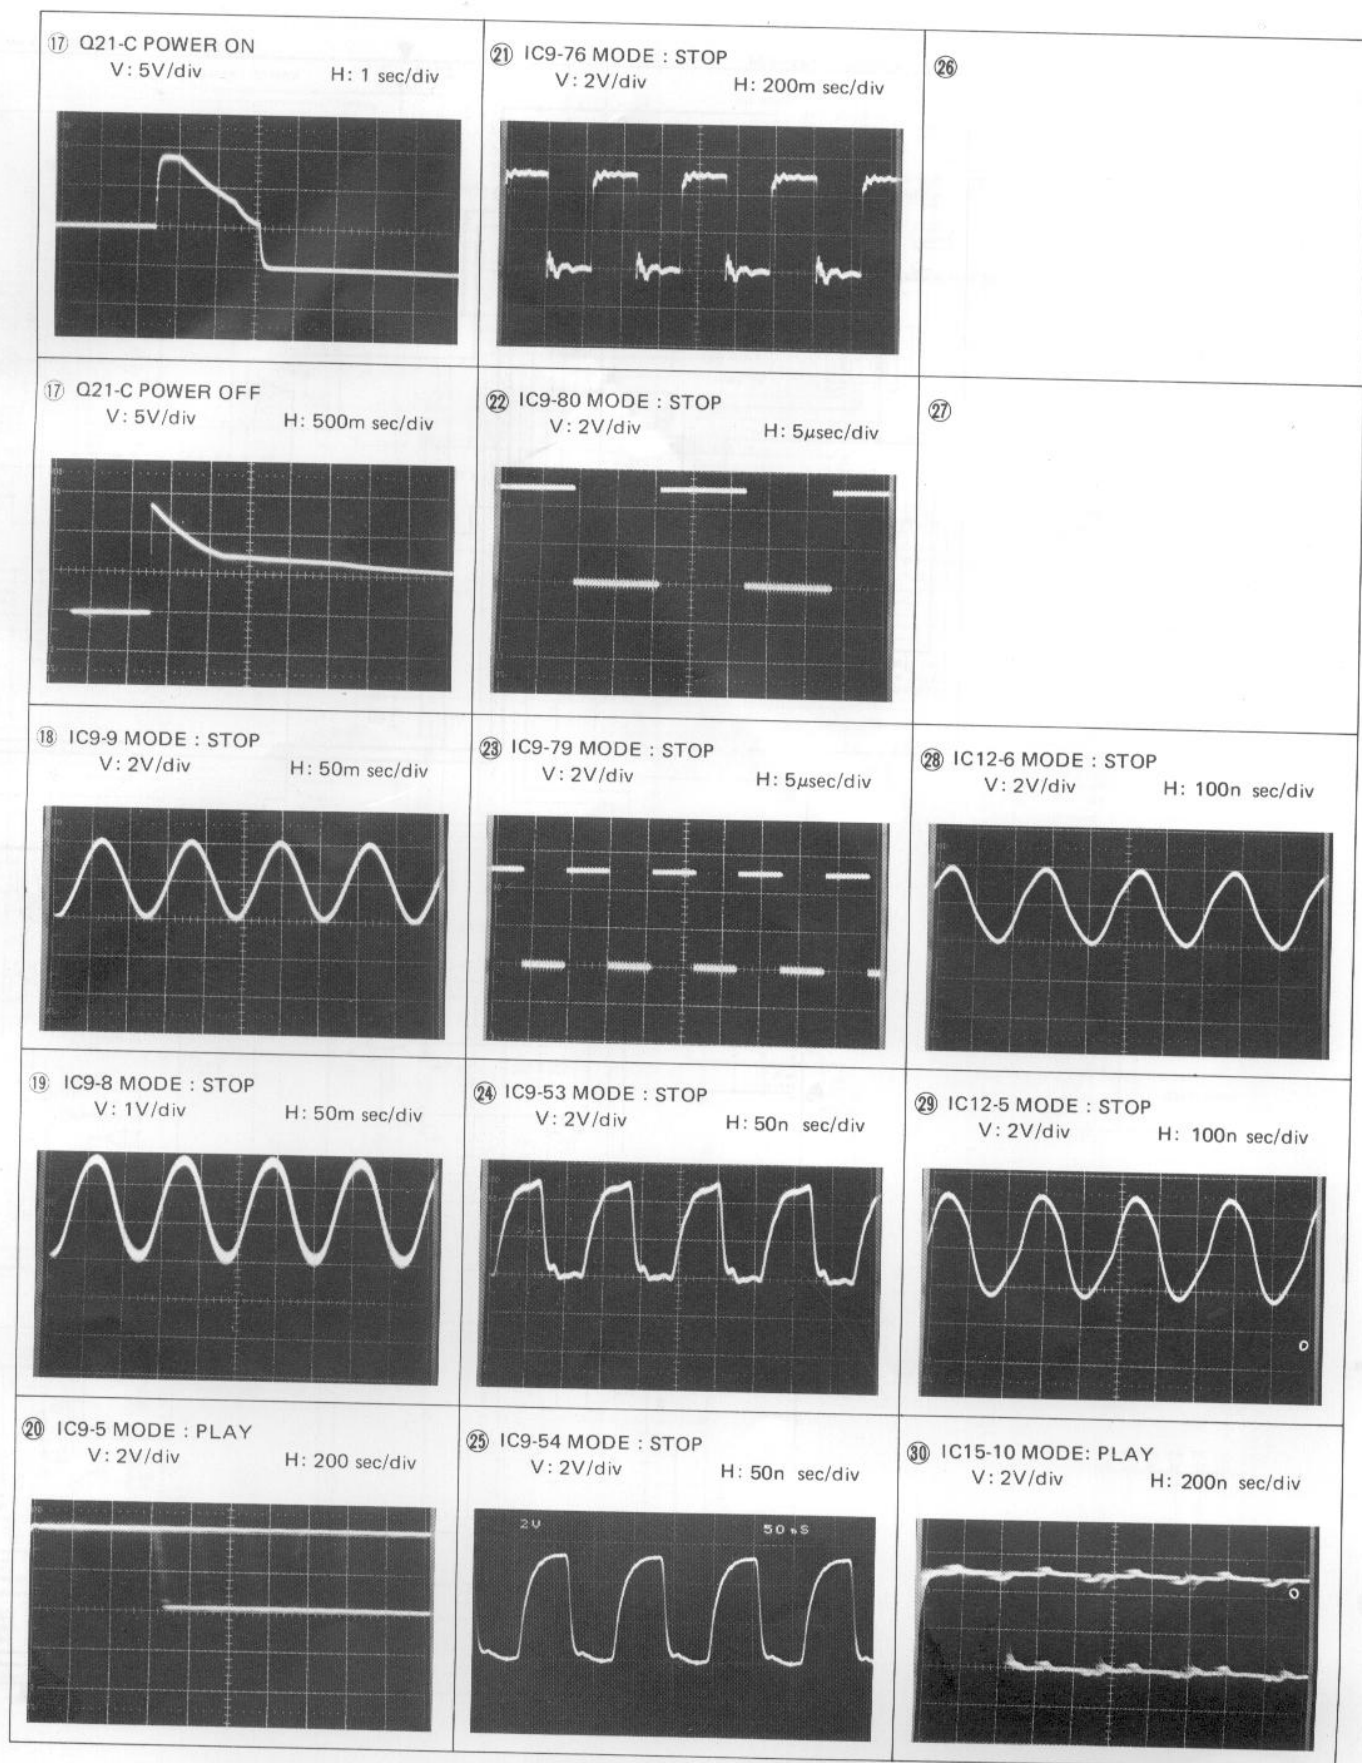 ⑰ Q21-C POWER ON
V: 5V/div H: 1 sec/div
⑰ Q21-C POWER OFF
V: 5V/div H: 500m sec/div
⑱ IC9-9 MODE : STOP
V: 2V/div H: 50m sec/div
⑲ IC9-8 MODE : STOP
V: 1V/div H: 50m sec/div
⑳ IC9-5 MODE : PLAY
V: 2V/div H: 200 sec/div
㉑ IC9-76 MODE : STOP
V: 2V/div H: 200m sec/div
㉒ IC9-80 MODE : STOP
V: 2V/div H: 5μsec/div
㉓ IC9-79 MODE : STOP
V: 2V/div H: 5μsec/div
㉔ IC9-53 MODE : STOP
V: 2V/div H: 50n sec/div
㉕ IC9-54 MODE : STOP
V: 2V/div H: 50n sec/div
2V 50nS
㉖
㉗
㉘ IC12-6 MODE : STOP
V: 2V/div H: 100n sec/div
㉙ IC12-5 MODE : STOP
V: 2V/div H: 100n sec/div
0
㉚ IC15-10 MODE: PLAY
V: 2V/div H: 200n sec/div
0